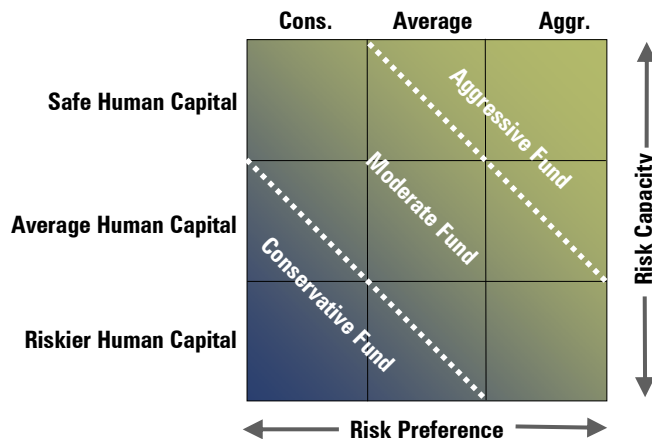 Cons. Average Aggr.
Safe Human Capital
Average Human Capital
Riskier Human Capital
Aggressive Fund
Moderate Fund
Conservative Fund
Risk Capacity
Risk Preference